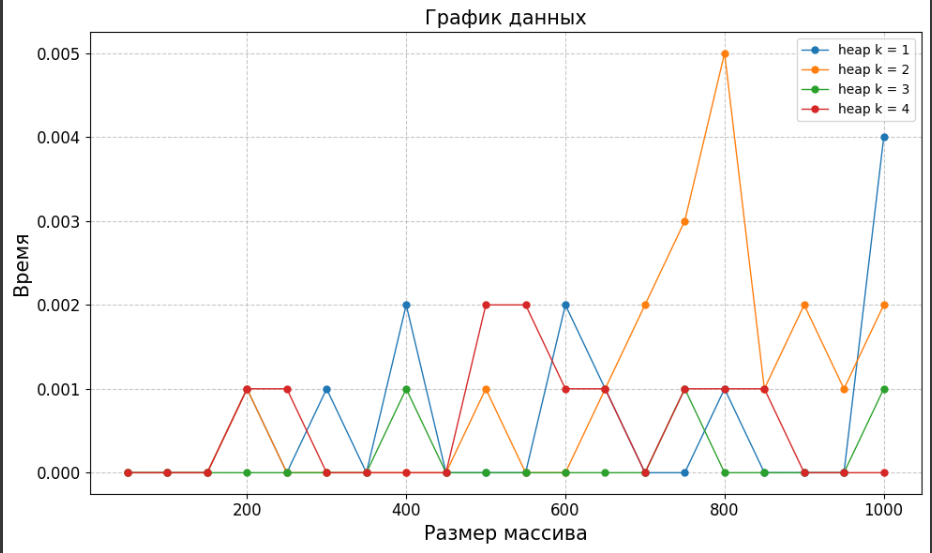 График данных
heap k = 1
heap k = 2
heap k = 3
heap k = 4
0.005
0.004
0.003
0.002
0.001
0.000
Время
200 400 600 800 1000
Размер массива